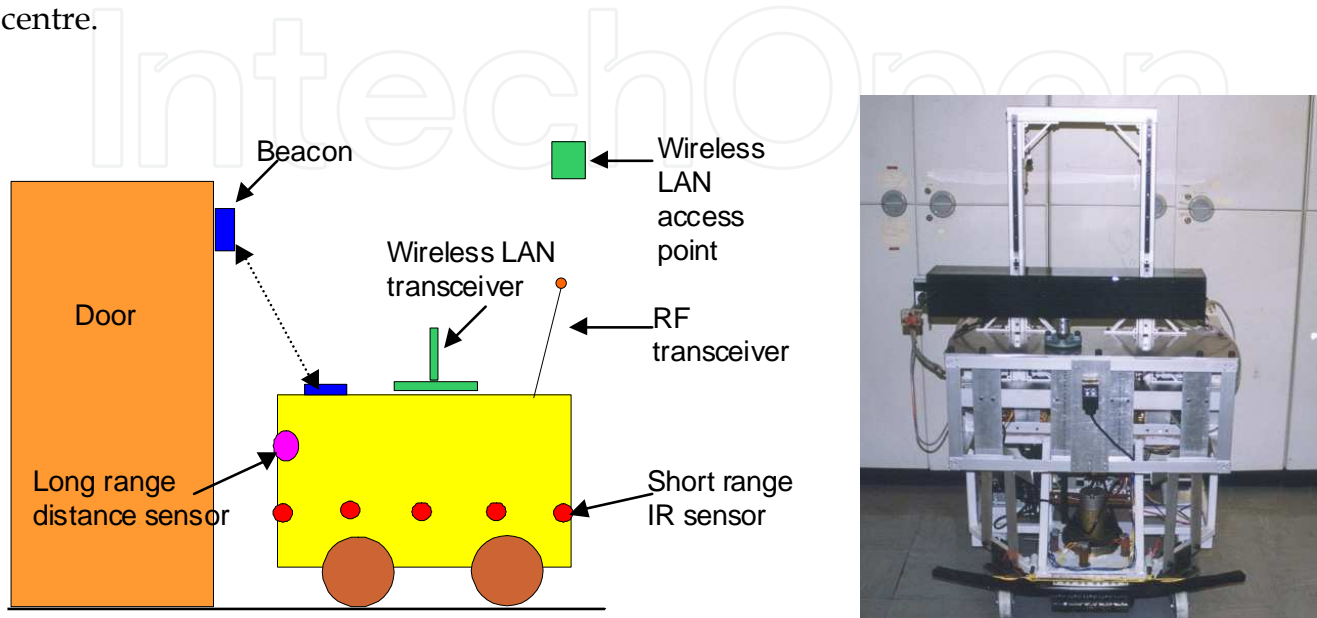 centre.
IntechOpen
Beacon
Wireless
LAN
access
point
Wireless LAN
transceiver
Door
RF
transceiver
Long range
distance sensor
Short range
IR sensor